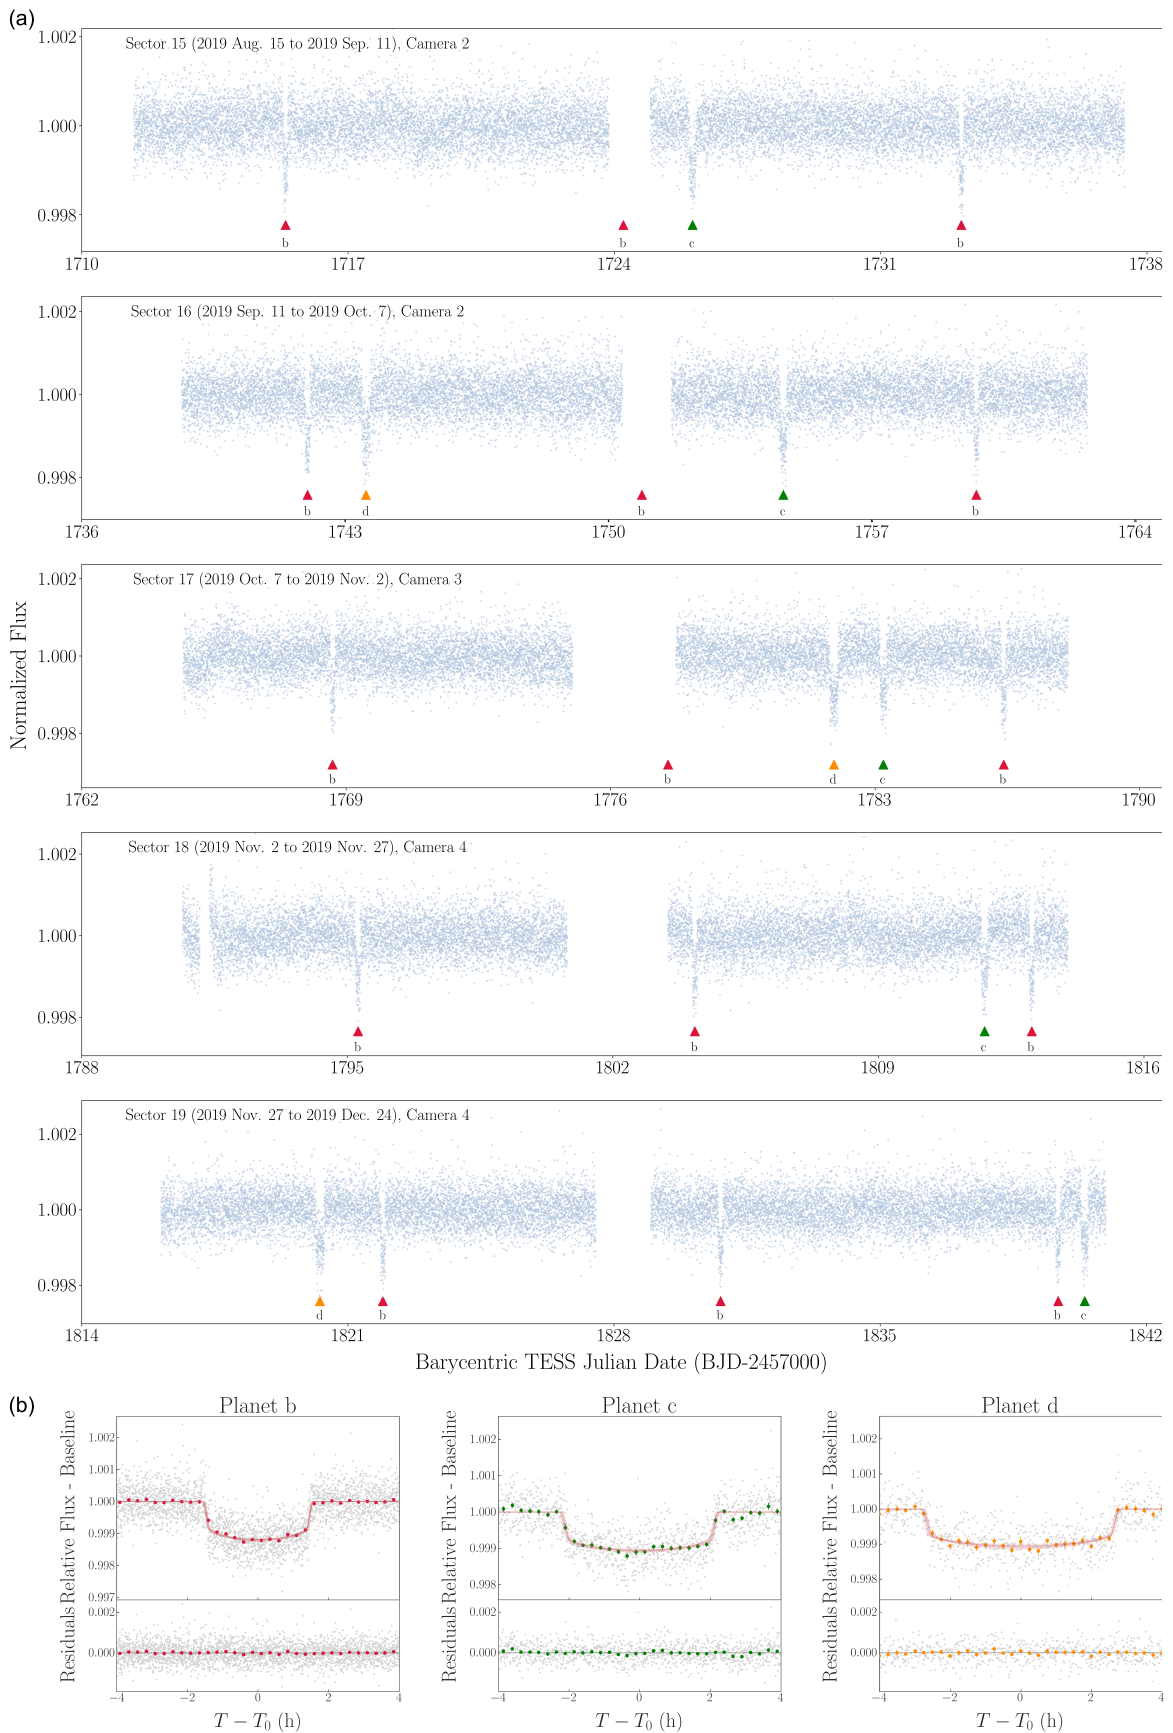 (a)
Sector 15 (2019 Aug. 15 to 2019 Sep. 11), Camera 2
1.002
1.000
0.998
b b c b
1710 1717 1724 1731 1738
Sector 16 (2019 Sep. 11 to 2019 Oct. 7), Camera 2
1.002
1.000
0.998
b d b c b
1736 1743 1750 1757 1764
Sector 17 (2019 Oct. 7 to 2019 Nov. 2), Camera 3
1.002
1.000
0.998
b b d c b
1762 1769 1776 1783 1790
Normalized Flux
Sector 18 (2019 Nov. 2 to 2019 Nov. 27), Camera 4
1.002
1.000
0.998
b b c b
1788 1795 1802 1809 1816
Sector 19 (2019 Nov. 27 to 2019 Dec. 24), Camera 4
1.002
1.000
0.998
d b b b c
1814 1821 1828 1835 1842
Barycentric TESS Julian Date (BJD-2457000)
(b)
Planet b
Relative Flux - Baseline
1.002
1.001
1.000
0.999
0.998
0.997
Residuals
0.002
0.000
−4 −2 0 2 4
T − T0 (h)
Planet c
Relative Flux - Baseline
1.002
1.001
1.000
0.999
0.998
Residuals
0.002
0.000
−4 −2 0 2 4
T − T0 (h)
Planet d
Relative Flux - Baseline
1.002
1.001
1.000
0.999
0.998
Residuals
0.002
0.000
−4 −2 0 2 4
T − T0 (h)